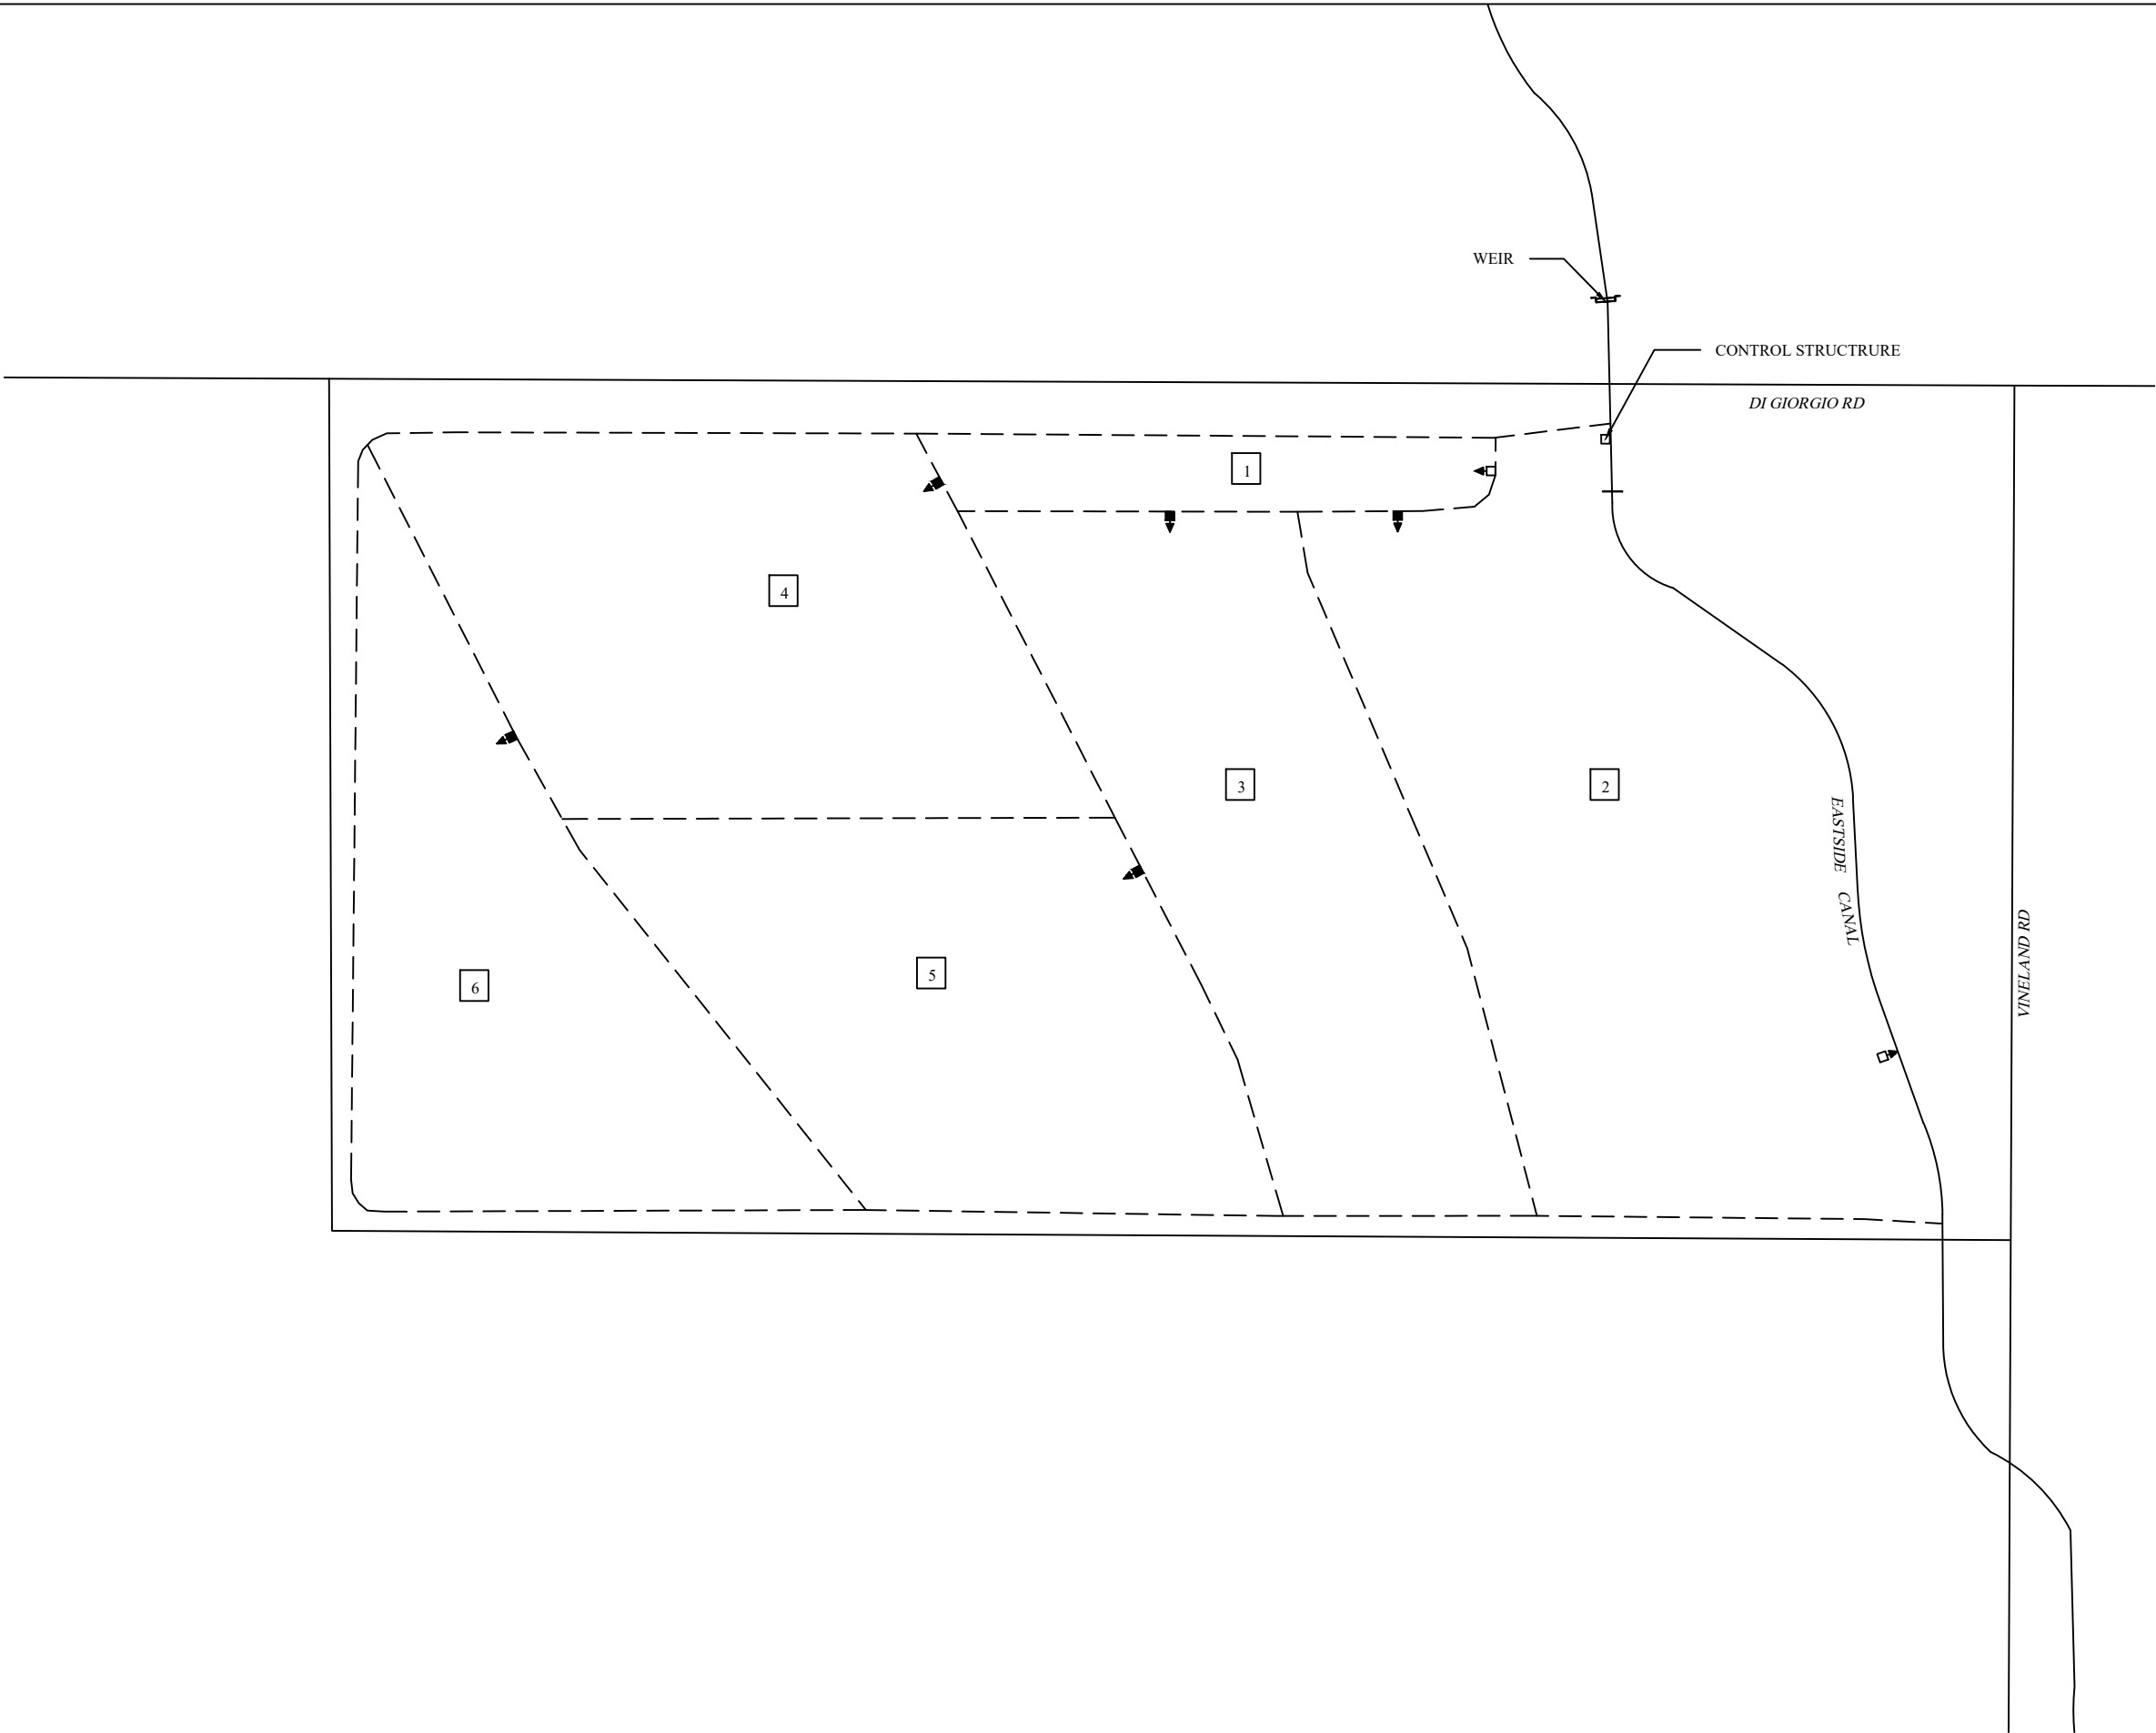 WEIR
CONTROL STRUCTRURE
DI GIORGIO RD
1
4
3
2
EASTSIDE CANAL
VINELAND RD
5
6